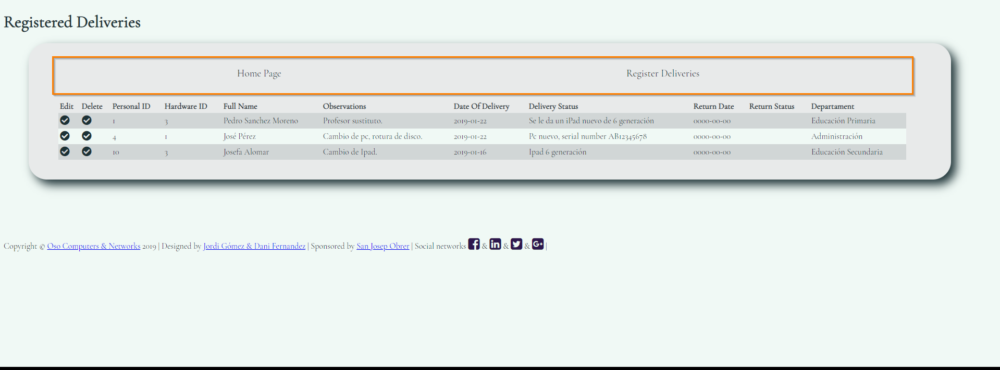 Registered Deliveries
Home Page Register Deliveries
Edit Delete Personal ID Hardware ID Full Name Observations Date Of Delivery Delivery Status Return Date Return Status Departament
1 3 Pedro Sanchez Moreno Profesor sustituto. 2019-01-22 Se le da un iPad nuevo de 6 generación 0000-00-00 Educación Primaria
4 1 José Pérez Cambio de pc, rotura de disco. 2019-01-22 Pc nuevo, serial number AB12345678 0000-00-00 Administración
10 3 Josefa Alomar Cambio de Ipad. 2019-01-16 Ipad 6 generación 0000-00-00 Educación Secundaria
Copyright © Oso Computers & Networks 2019 | Designed by Jordi Gómez & Dani Fernandez | Sponsored by San Josep Obrer | Social networks & & & |